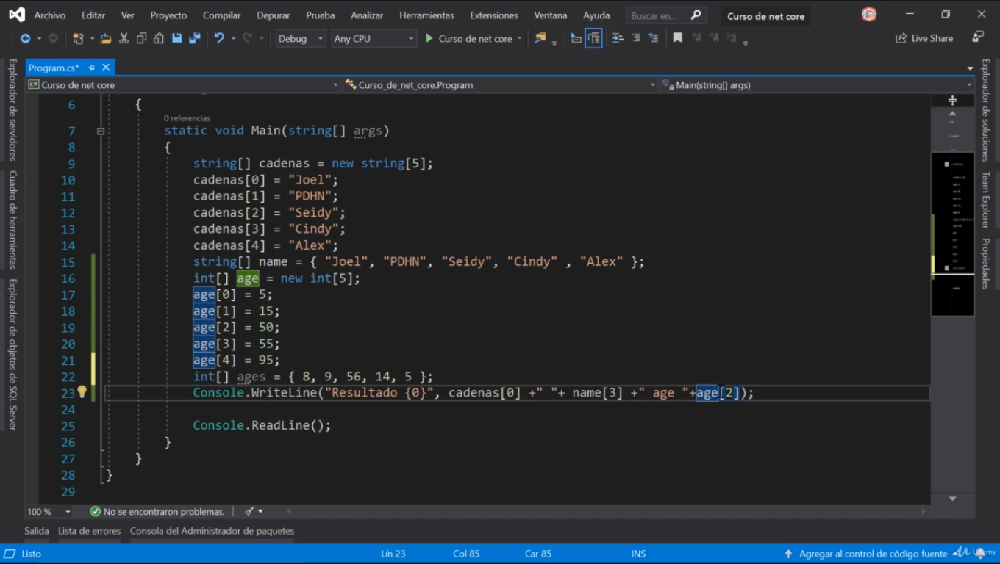 Archivo Editar Ver Proyecto Compilar Depurar Prueba Analizar Herramientas Extensiones Ventana Ayuda Buscar en... Curso de net core
Debug Any CPU Curso de net core Live Share
Program.cs*
Curso de net core Curso_de_net_core.Program Main(string[] args)
Explorador de servidores
Cuadro de herramientas
Explorador de objetos de SQL Server
6 {
0 referencias
7 static void Main(string[] args)
8 {
9 string[] cadenas = new string[5];
10 cadenas[0] = "Joel";
11 cadenas[1] = "PDHN";
12 cadenas[2] = "Seidy";
13 cadenas[3] = "Cindy";
14 cadenas[4] = "Alex";
15 string[] name = { "Joel", "PDHN", "Seidy", "Cindy" , "Alex" };
16 int[] age = new int[5];
17 age[0] = 5;
18 age[1] = 15;
19 age[2] = 50;
20 age[3] = 55;
21 age[4] = 95;
22 int[] ages = { 8, 9, 56, 14, 5 };
23 Console.WriteLine("Resultado {0}", cadenas[0] +" "+ name[3] +" age "+age[2]);
24
25 Console.ReadLine();
26 }
27 }
28 }
29
Explorador de soluciones
Team Explorer
Propiedades
100 % No se encontraron problemas.
Salida Lista de errores Consola del Administrador de paquetes
Listo Lín 23 Col 85 Car 85 INS Agregar al control de código fuente